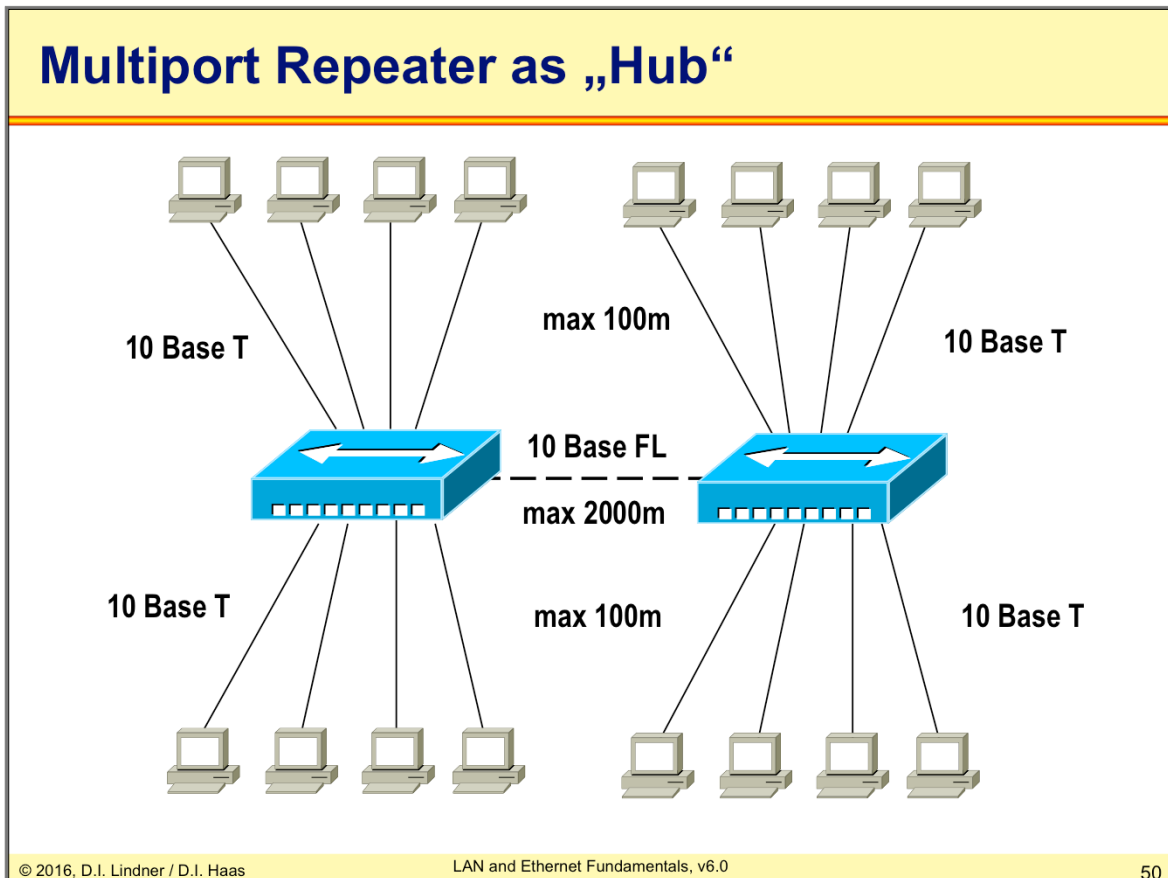 Multiport Repeater as „Hub“
max 100m
10 Base T
10 Base T
10 Base FL
max 2000m
10 Base T
max 100m
10 Base T
© 2016, D.I. Lindner / D.I. Haas
LAN and Ethernet Fundamentals, v6.0
50